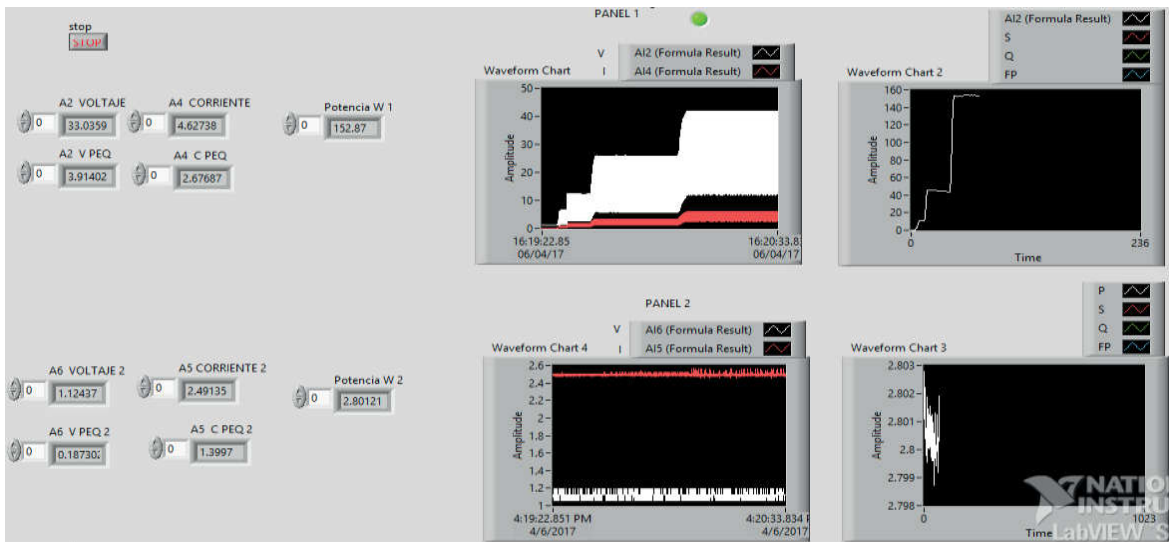 stop
STOP
PANEL 1
A2 VOLTAJE
0 33.0359
A4 CORRIENTE
0 4.62738
Potencia W 1
0 152.87
A2 V PEQ
0 3.91402
A4 C PEQ
0 2.67687
V AI2 (Formula Result)
I AI4 (Formula Result)
Waveform Chart
Amplitude
50
40
30
20
10
0
16:19:22.85
06/04/17
16:20:33.8
06/04/17
AI2 (Formula Result)
S
Q
FP
Waveform Chart 2
Amplitude
160
140
120
100
80
60
40
20
0
0
236
Time
PANEL 2
A6 VOLTAJE 2
0 1.12437
A5 CORRIENTE 2
0 2.49135
Potencia W 2
0 2.80121
A6 V PEQ 2
0 0.187302
A5 C PEQ 2
0 1.3997
V AI6 (Formula Result)
I AI5 (Formula Result)
Waveform Chart 4
Amplitude
2.6
2.4
2.2
2
1.8
1.6
1.4
1.2
1
4:19:22.851 PM
4/6/2017
4:20:33.834
4/6/2017
P
S
Q
FP
Waveform Chart 3
Amplitude
2.803
2.802
2.801
2.8
2.799
2.798
0
1023
Time
NATIO
INSTRU
LabVIEW S